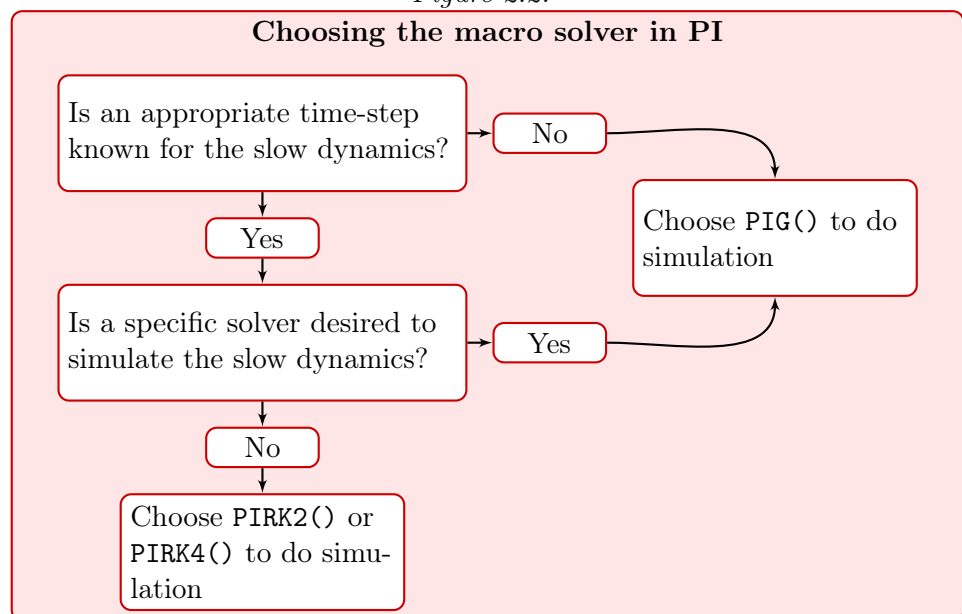 Choosing the macro solver in PI
Is an appropriate time-step
known for the slow dynamics?
No
Choose PIG() to do
simulation
Yes
Is a specific solver desired to
simulate the slow dynamics?
Yes
No
Choose PIRK2() or
PIRK4() to do simu-
lation